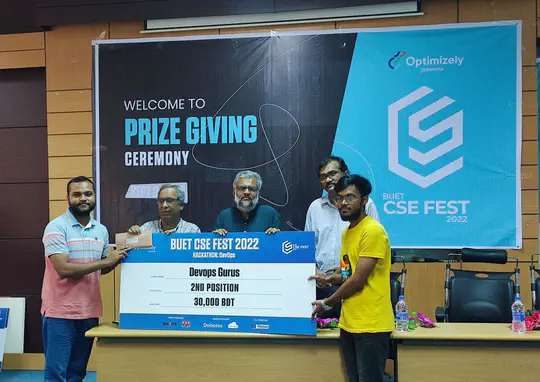 Optimizely
presents
WELCOME TO
PRIZE GIVING
CEREMONY
BUET
CSE FEST
2022
BUET CSE FEST 2022
HACKATHON: DevOps
CSE FEST
Devops Gurus
2ND POSITION
30,000 BDT